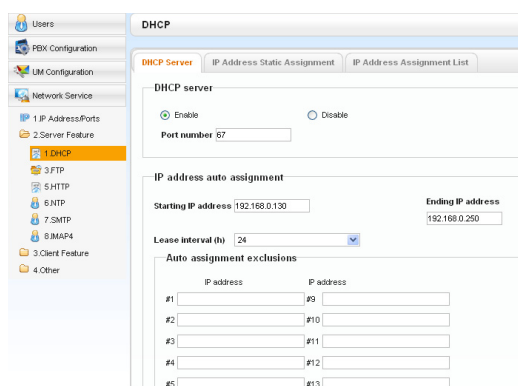 Users
PBX Configuration
UM Configuration
Network Service
IP 1.IP Address/Ports
2.Server Feature
1.DHCP
3.FTP
5.HTTP
6.NTP
7.SMTP
8.IMAP4
3.Client Feature
4.Other
DHCP
DHCP Server IP Address Static Assignment IP Address Assignment List
DHCP server
Enable Disable
Port number 67
IP address auto assignment
Starting IP address 192.168.0.130
Ending IP address
192.168.0.250
Lease interval (h) 24
Auto assignment exclusions
IP address IP address
#1 #9
#2 #10
#3 #11
#4 #12
#5 #13